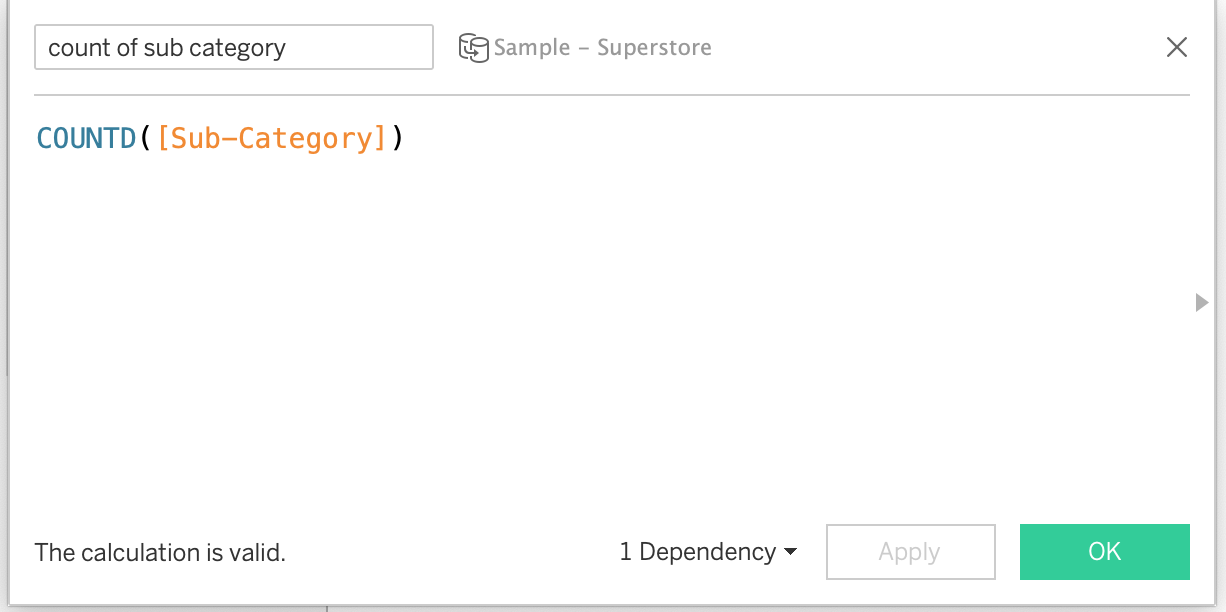 count of sub category
Sample – Superstore
COUNTD([Sub-Category])
The calculation is valid.
1 Dependency
Apply
OK